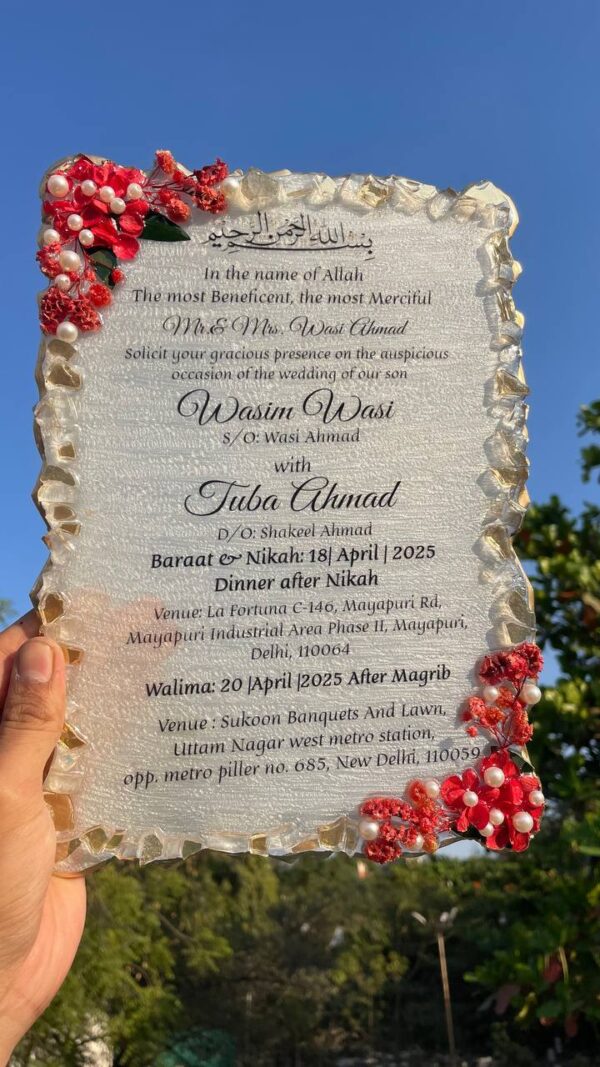 بسم الله الرحمن الرحيم
In the name of Allah
The most Beneficent, the most Merciful
Mr.& Mrs. Wasi Ahmad
Solicit your gracious presence on the auspicious
occasion of the wedding of our son
Wasim Wasi
S/O: Wasi Ahmad
with
Tuba Ahmad
D/O: Shakeel Ahmad
Baraat & Nikah: 18| April | 2025
Dinner after Nikah
Venue: La Fortuna C-146, Mayapuri Rd,
Mayapuri Industrial Area Phase II, Mayapuri,
Delhi, 110064
Walima: 20 |April |2025 After Magrib
Venue : Sukoon Banquets And Lawn,
Uttam Nagar west metro station,
opp. metro piller no. 685, New Delhi, 110059